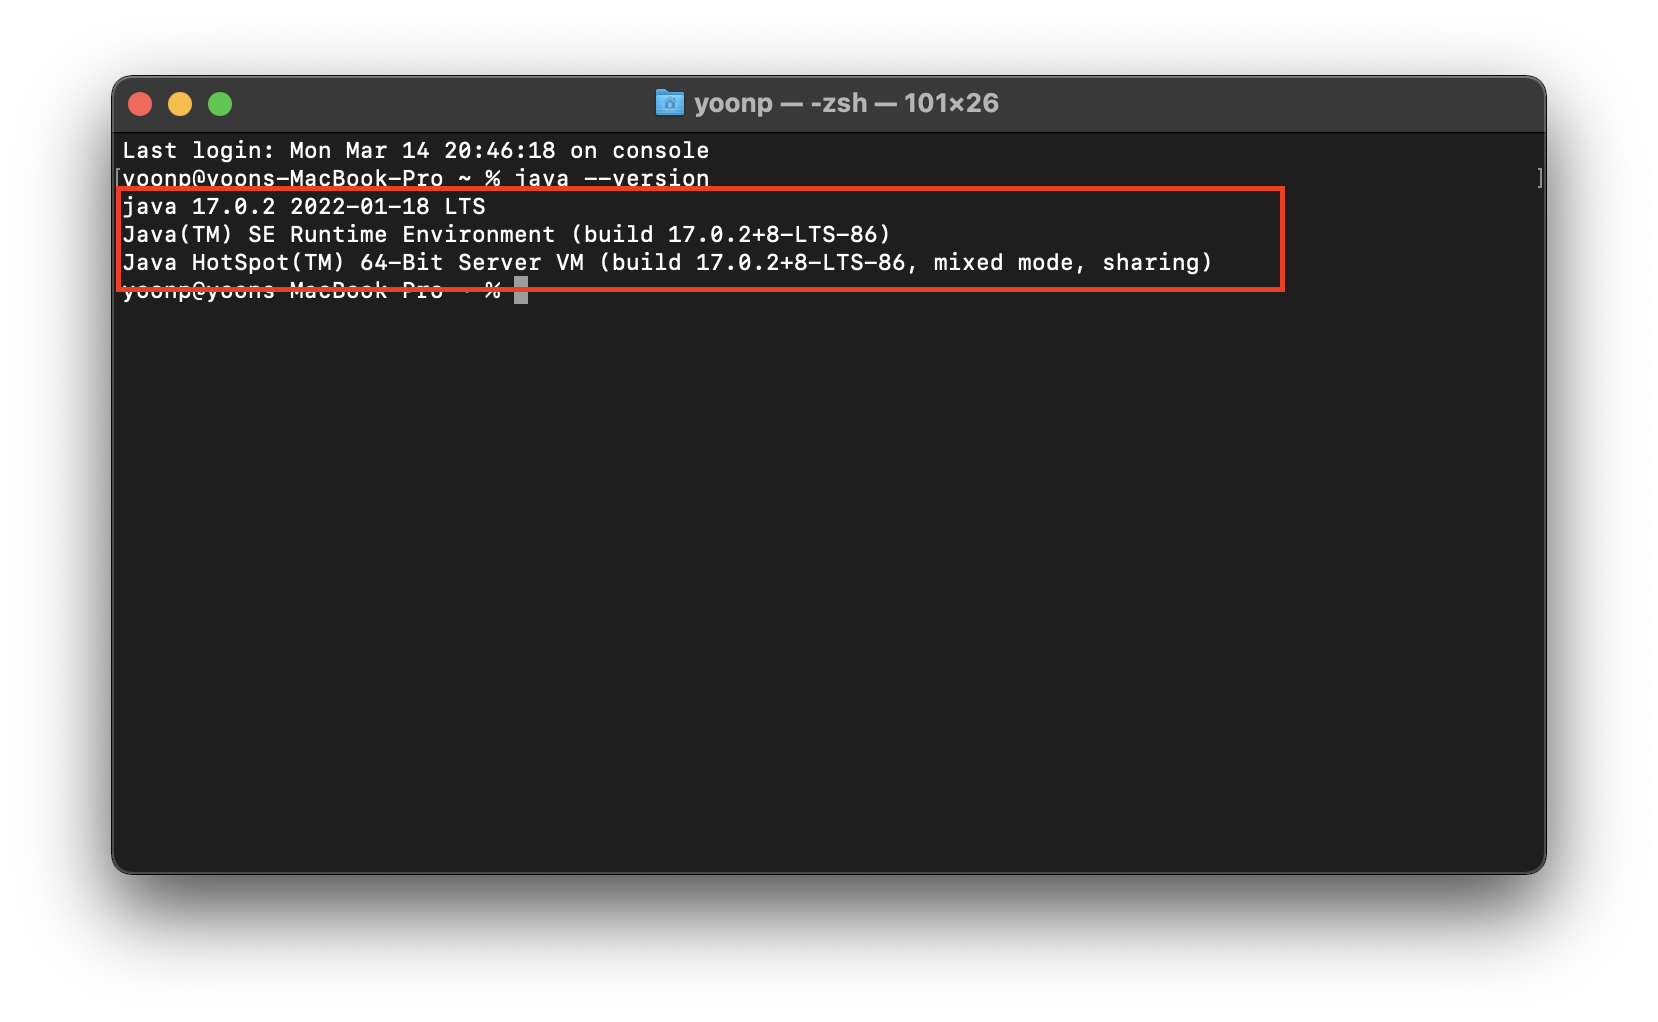 yoonp — -zsh — 101×26
Last login: Mon Mar 14 20:46:18 on console
[yoonp@yoons-MacBook-Pro ~ % java --version ]
java 17.0.2 2022-01-18 LTS
Java(TM) SE Runtime Environment (build 17.0.2+8-LTS-86)
Java HotSpot(TM) 64-Bit Server VM (build 17.0.2+8-LTS-86, mixed mode, sharing)
yoonp@yoons-MacBook-Pro ~ %